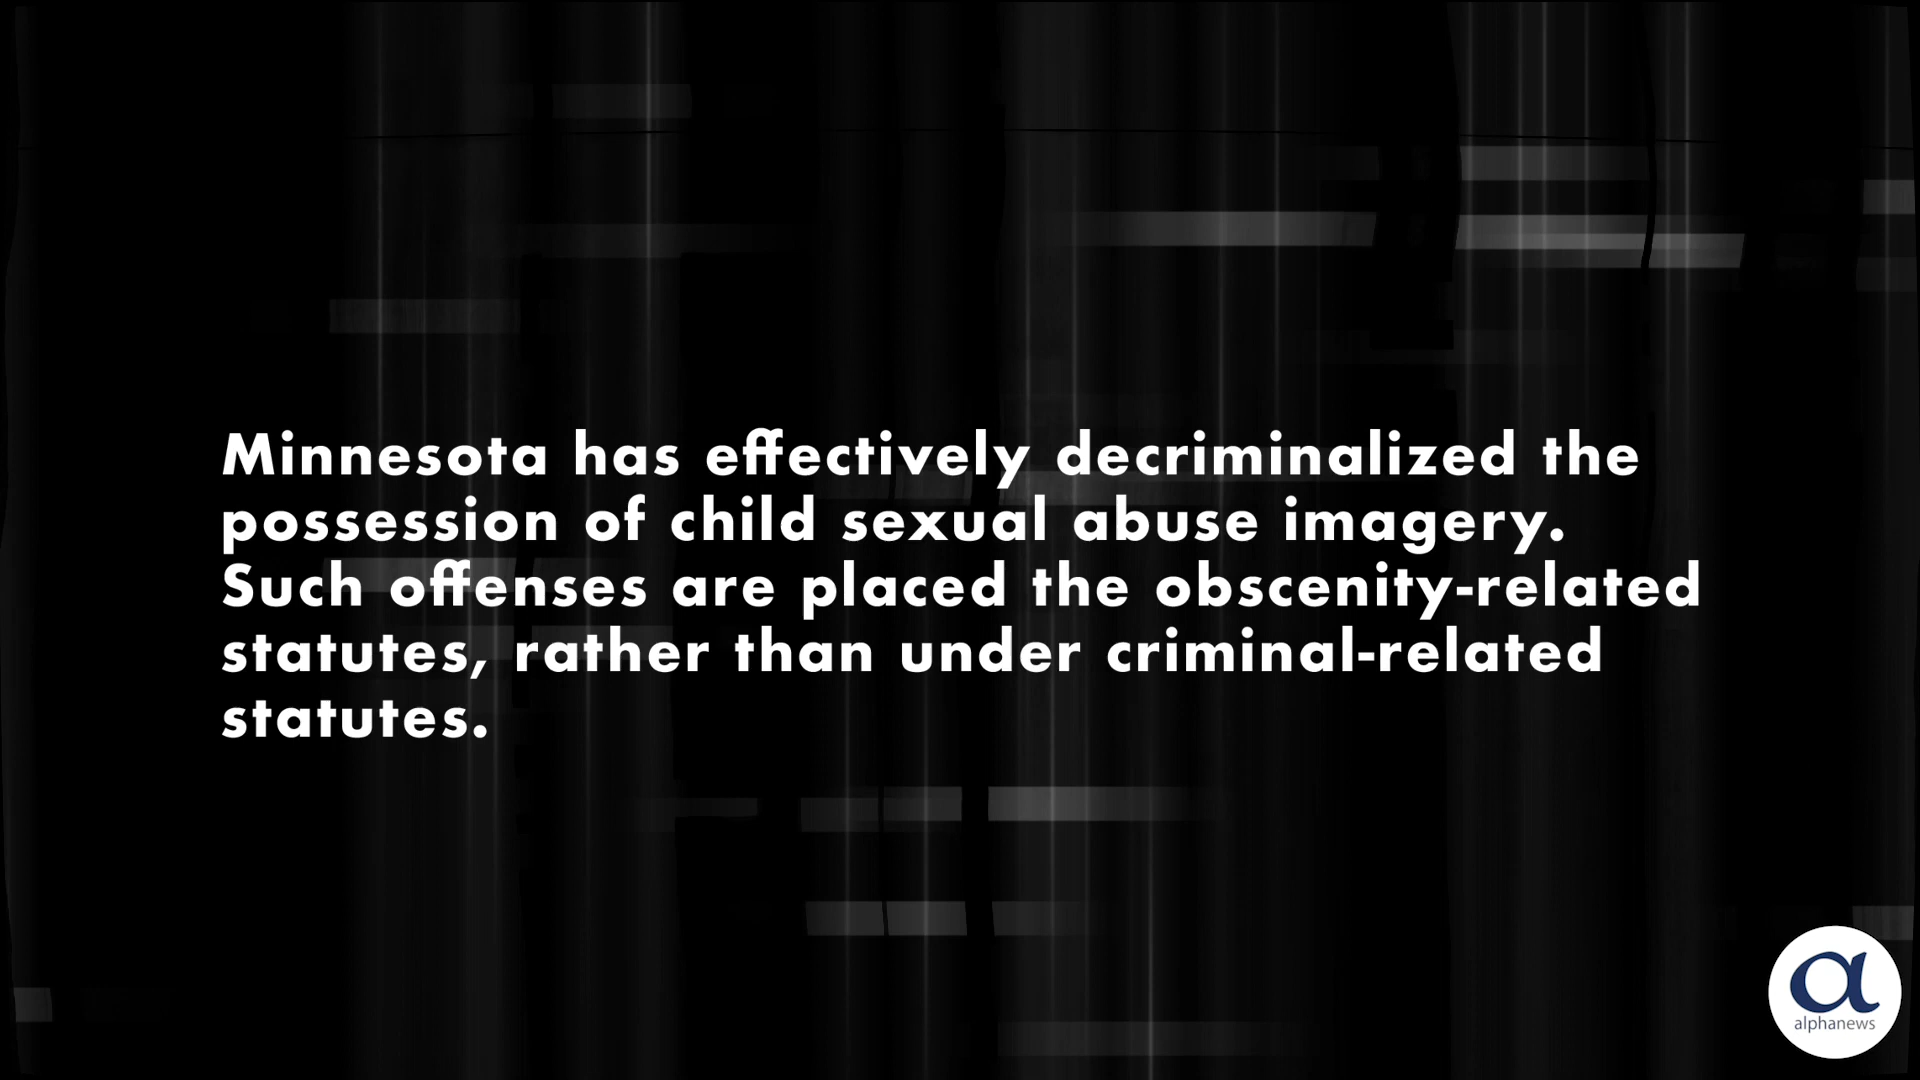 Minnesota has effectively decriminalized the
possession of child sexual abuse imagery.
Such offenses are placed the obscenity-related
statutes, rather than under criminal-related
statutes.
alphanews